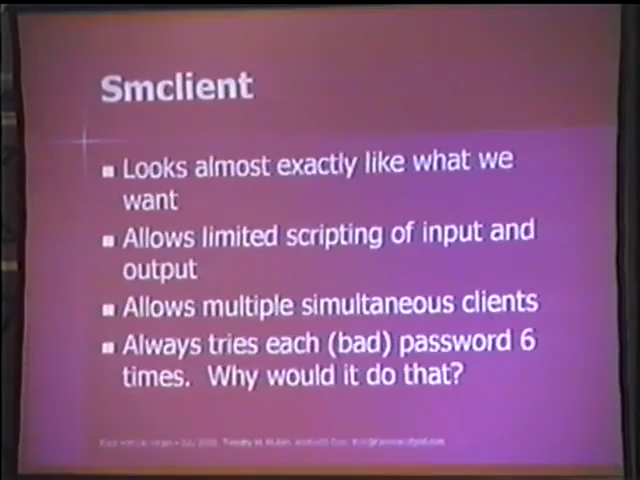 Smclient
Looks almost exactly like what we
want
Allows limited scripting of input and
output
Allows multiple simultaneous clients
Always tries each (bad) password 6
times. Why would it do that?